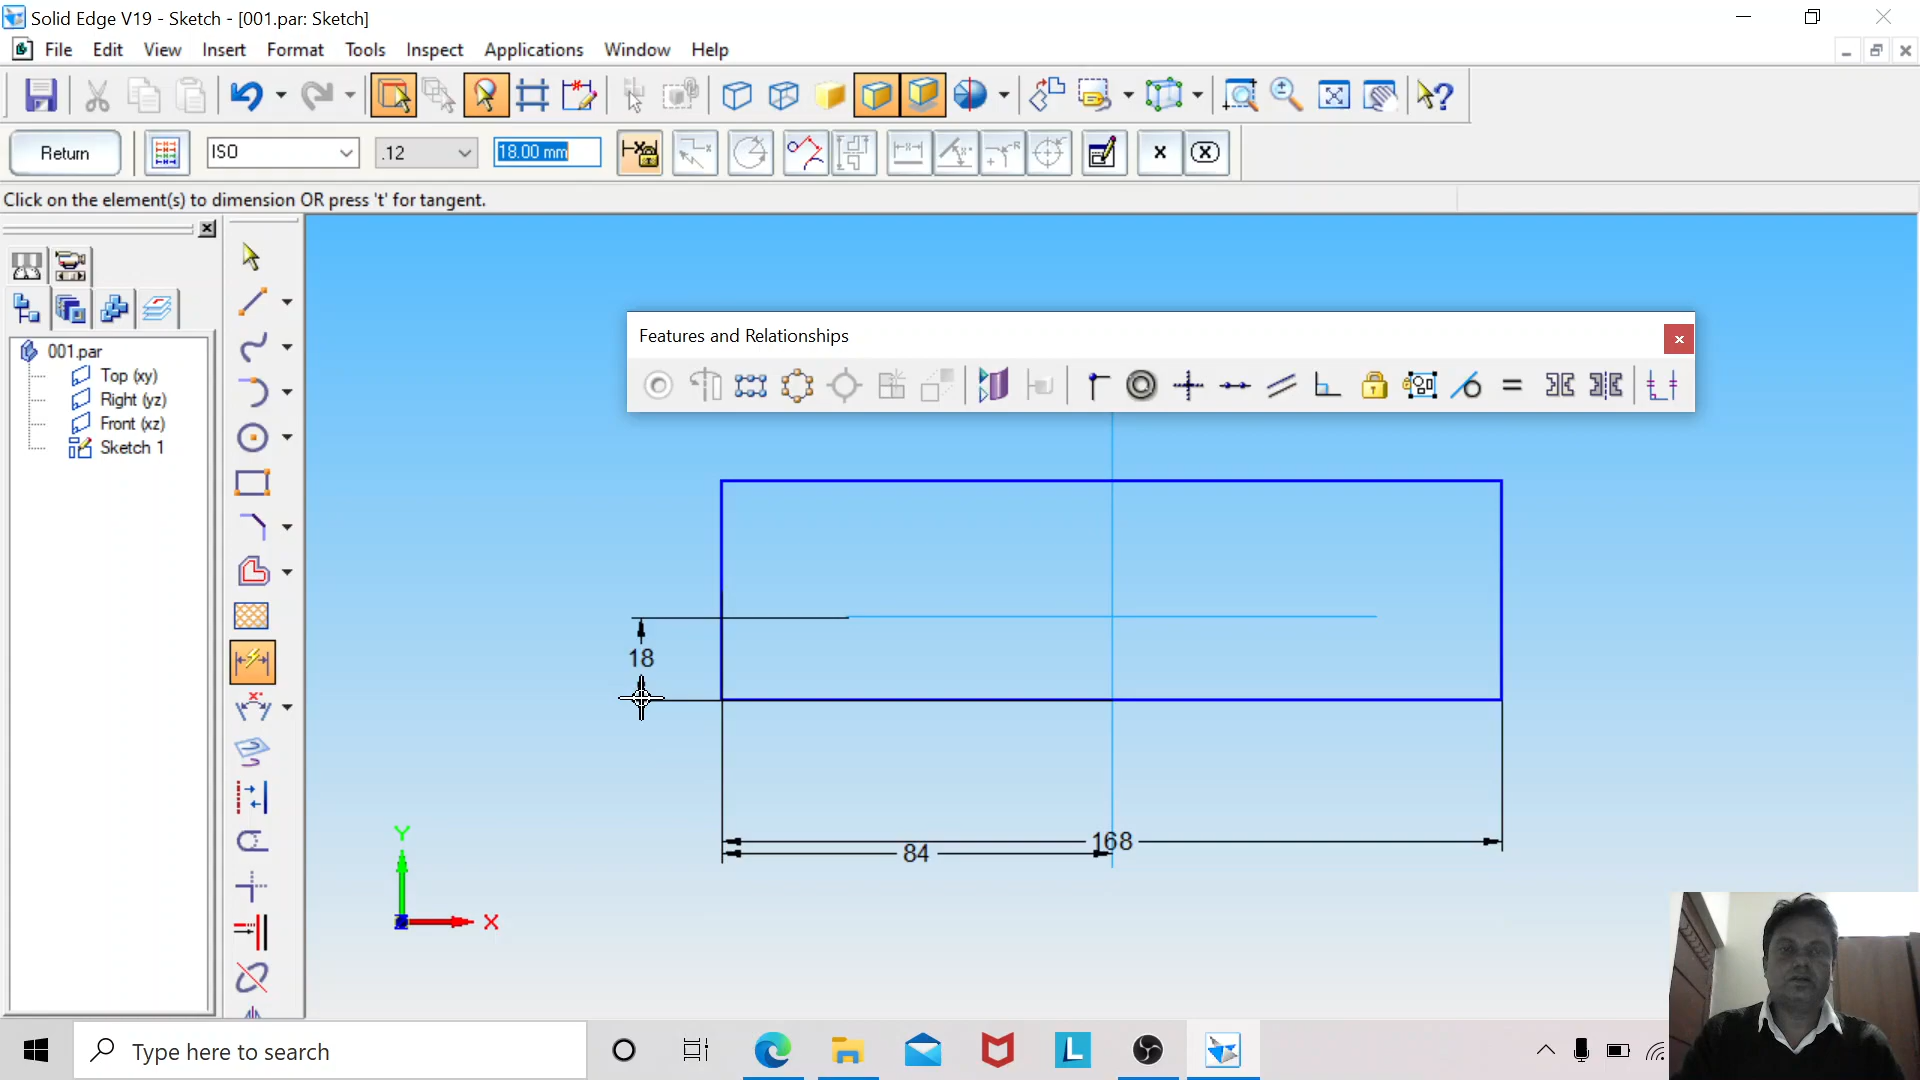 Solid Edge V19 - Sketch - [001.par: Sketch]
File Edit View Insert Format Tools Inspect Applications Window Help
Return ISO .12 18.00 mm
Click on the element(s) to dimension OR press 't' for tangent.
001.par
Top (xy)
Right (yz)
Front (xz)
Sketch 1
Features and Relationships
18
168
84
Y
X
Type here to search